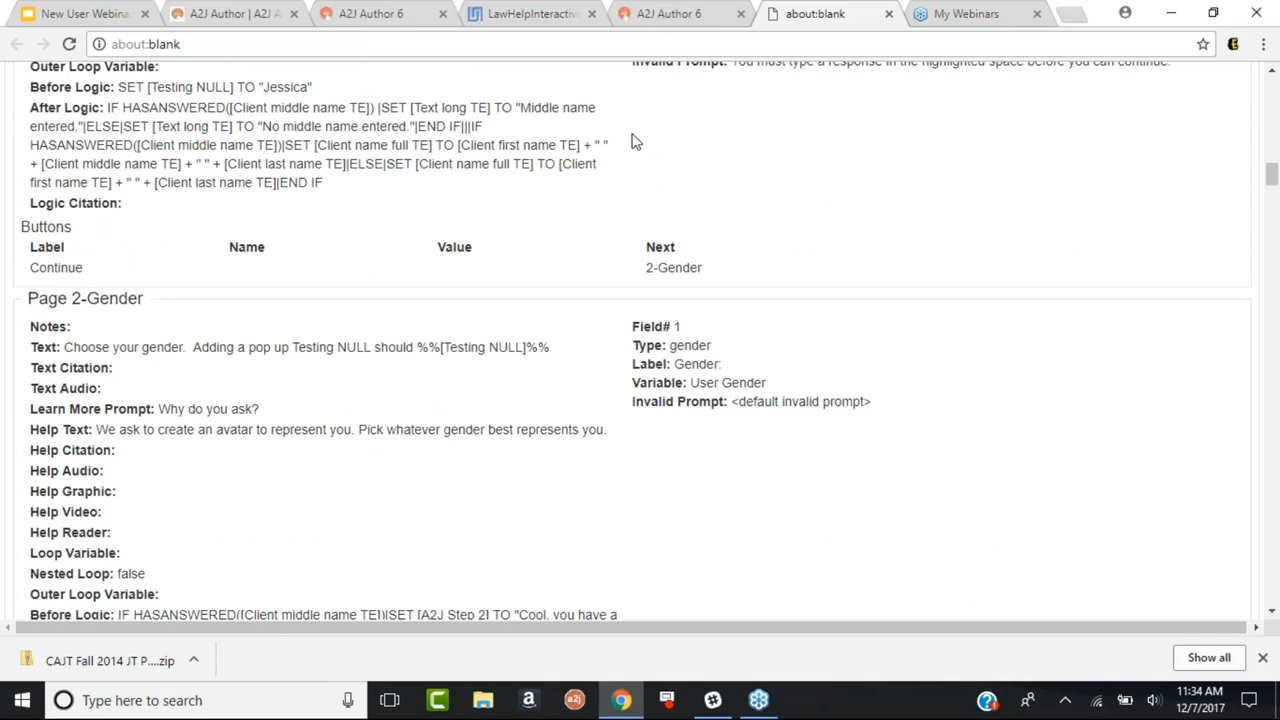 New User Webina
A2J Author | A2J A
A2J Author 6
LawHelpInteractiv
A2J Author 6
about:blank
My Webinars
about:blank
Outer Loop Variable:
Invalid Prompt: You must type a response in the highlighted space before you can continue.
Before Logic: SET [Testing NULL] TO "Jessica"
After Logic: IF HASANSWERED([Client middle name TE]) |SET [Text long TE] TO "Middle name
entered."|ELSE|SET [Text long TE] TO "No middle name entered."|END IF|||IF
HASANSWERED([Client middle name TE])|SET [Client name full TE] TO [Client first name TE] + " "
+ [Client middle name TE] + " " + [Client last name TE]|ELSE|SET [Client name full TE] TO [Client
first name TE] + " " + [Client last name TE]|END IF
Logic Citation:
Buttons
Label Name Value Next
Continue 2-Gender
Page 2-Gender
Notes:
Text: Choose your gender.  Adding a pop up Testing NULL should %%[Testing NULL]%%
Text Citation:
Text Audio:
Learn More Prompt: Why do you ask?
Help Text: We ask to create an avatar to represent you. Pick whatever gender best represents you.
Help Citation:
Help Audio:
Help Graphic:
Help Video:
Help Reader:
Loop Variable:
Nested Loop: false
Outer Loop Variable:
Before Logic: IF HASANSWERED([Client middle name TE])|SET [A2J Step 2] TO "Cool, you have a
Field# 1
Type: gender
Label: Gender:
Variable: User Gender
Invalid Prompt: <default invalid prompt>
CAJT Fall 2014 JT P....zip
Show all
Type here to search
a2j
11:34 AM
12/7/2017